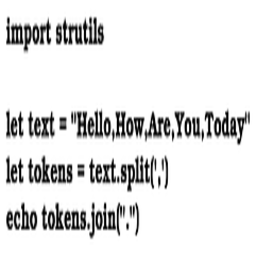 import strutils
let text = "Hello,How,Are,You,Today"
let tokens = text.split(',')
echo tokens.join(".")